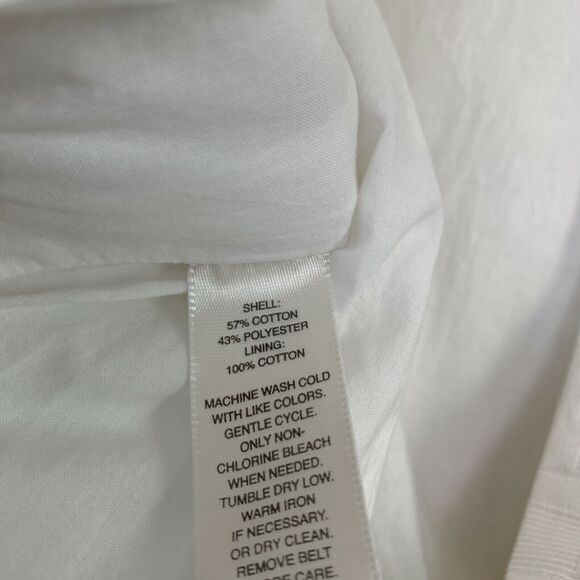 SHELL:
57% COTTON
43% POLYESTER
LINING:
100% COTTON
MACHINE WASH COLD
WITH LIKE COLORS.
GENTLE CYCLE.
ONLY NON-
CHLORINE BLEACH
WHEN NEEDED.
TUMBLE DRY LOW.
WARM IRON
IF NECESSARY.
OR DRY CLEAN.
REMOVE BELT
CARE.